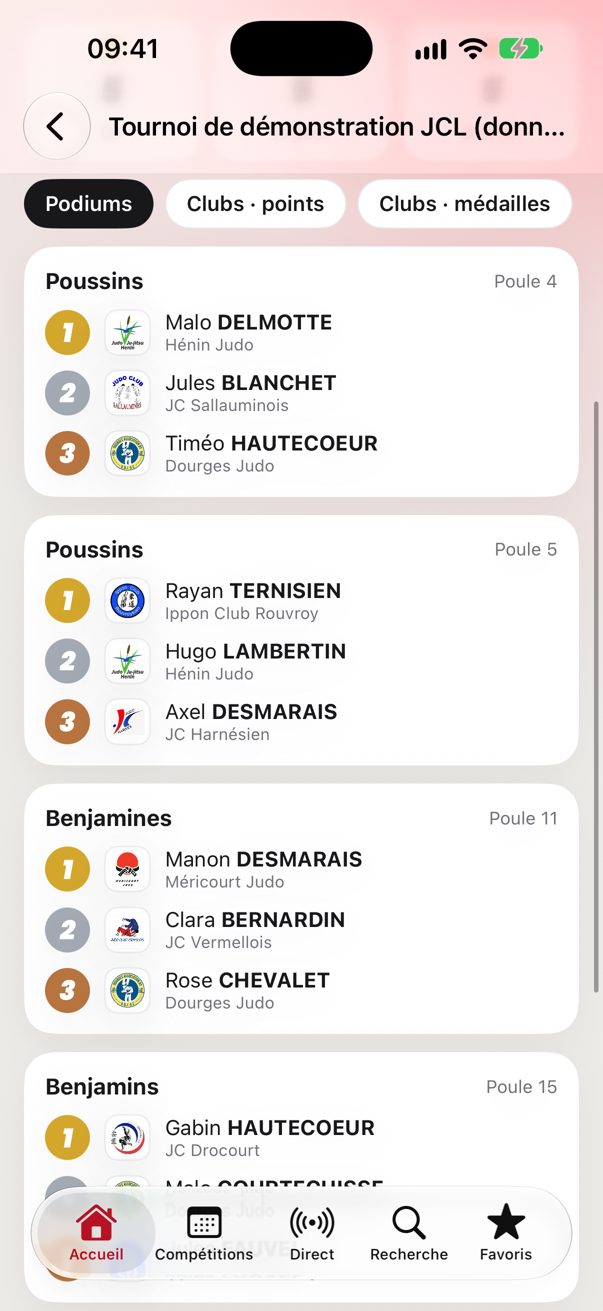 09:41
Tournoi de démonstration JCL (donn...
Podiums
Clubs · points
Clubs · médailles
Poussins
Poule 4
1
Malo DELMOTTE
Hénin Judo
2
Jules BLANCHET
JC Sallauminois
3
Timéo HAUTECOEUR
Dourges Judo
Poussins
Poule 5
1
Rayan TERNISIEN
Ippon Club Rouvroy
2
Hugo LAMBERTIN
Hénin Judo
3
Axel DESMARAIS
JC Harnésien
Benjamines
Poule 11
1
Manon DESMARAIS
Méricourt Judo
2
Clara BERNARDIN
JC Vermellois
3
Rose CHEVALET
Dourges Judo
Benjamins
Poule 15
1
Gabin HAUTECOEUR
JC Drocourt
Accueil
Compétitions
Direct
Recherche
Favoris